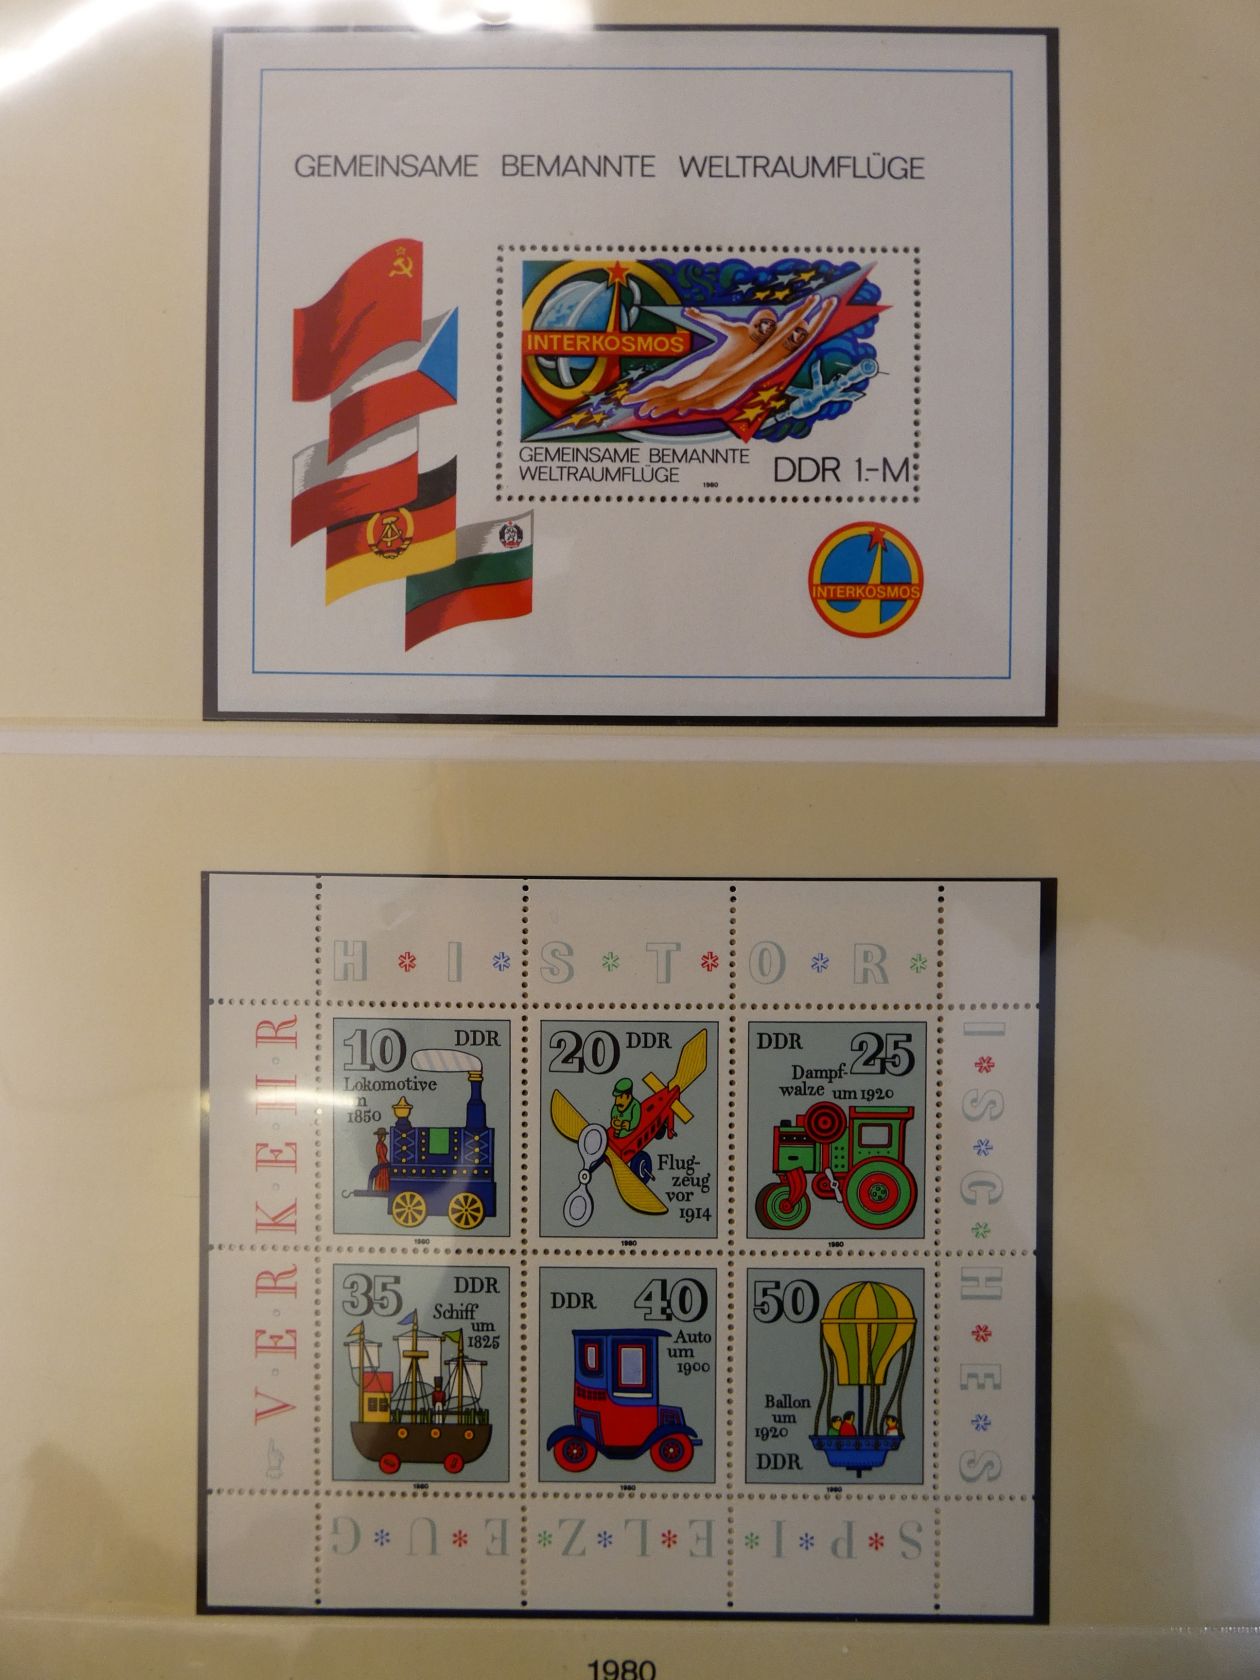 GEMEINSAME BEMANNTE WELTRAUMFLÜGE
INTERKOSMOS
GEMEINSAME BEMANNTE
WELTRAUMFLÜGE
1980
DDR 1.-M
INTERKOSMOS
H*I*S*T*O*R*
I*S*C*H*E*S
S*P*I*E*L*Z*E*U*G
V·E·R·K·E·H·R
10 DDR
Lokomotive
1850
1980
20 DDR
Flug-
zeug
vor
1914
1980
DDR 25
Dampf-
walze um 1920
1980
35 DDR
Schiff
um
1825
1980
DDR 40
Auto
um
1900
1980
50
Ballon
um
1920
DDR
1980
1980